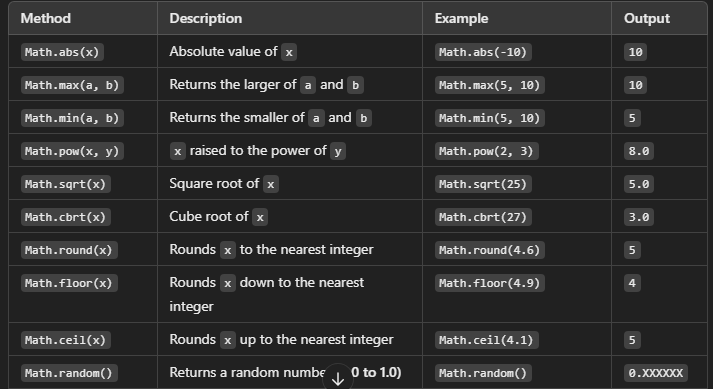 Method Description Example Output
Math.abs(x) Absolute value of x Math.abs(-10) 10
Math.max(a, b) Returns the larger of a and b Math.max(5, 10) 10
Math.min(a, b) Returns the smaller of a and b Math.min(5, 10) 5
Math.pow(x, y) x raised to the power of y Math.pow(2, 3) 8.0
Math.sqrt(x) Square root of x Math.sqrt(25) 5.0
Math.cbrt(x) Cube root of x Math.cbrt(27) 3.0
Math.round(x) Rounds x to the nearest integer Math.round(4.6) 5
Math.floor(x) Rounds x down to the nearest Math.floor(4.9) 4
integer
Math.ceil(x) Rounds x up to the nearest integer Math.ceil(4.1) 5
Math.random() Returns a random 0 to 1.0) Math.random() 0.XXXXXX